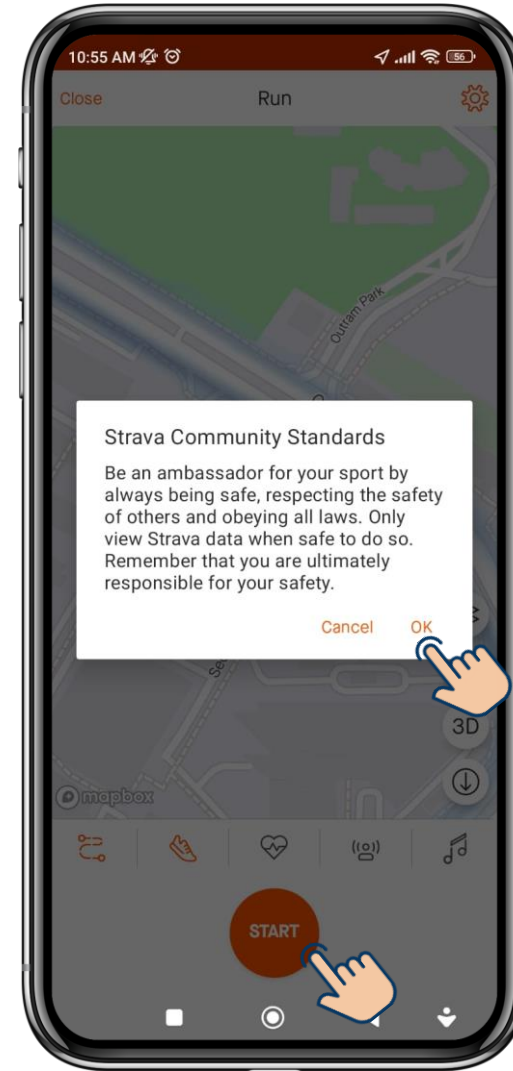 10:55 AM
56
Close
Run
Outram Park
Strava Community Standards
Be an ambassador for your sport by
always being safe, respecting the safety
of others and obeying all laws. Only
view Strava data when safe to do so.
Remember that you are ultimately
responsible for your safety.
Cancel
OK
3D
mapbox
START